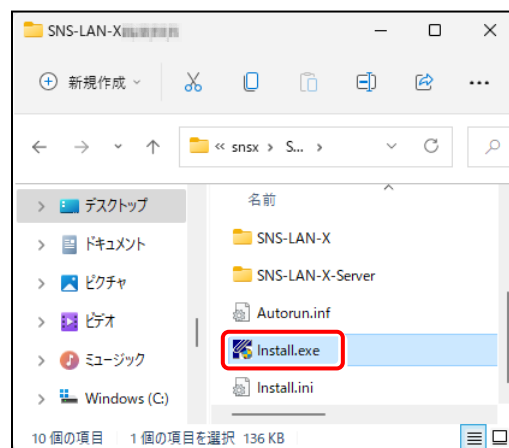 SNS-LAN-X
新規作成
« snsx › S... ›
名前
デスクトップ
ドキュメント
ピクチャ
ビデオ
ミュージック
Windows (C:)
SNS-LAN-X
SNS-LAN-X-Server
Autorun.inf
Install.exe
Install.ini
10 個の項目
1 個の項目を選択 136 KB